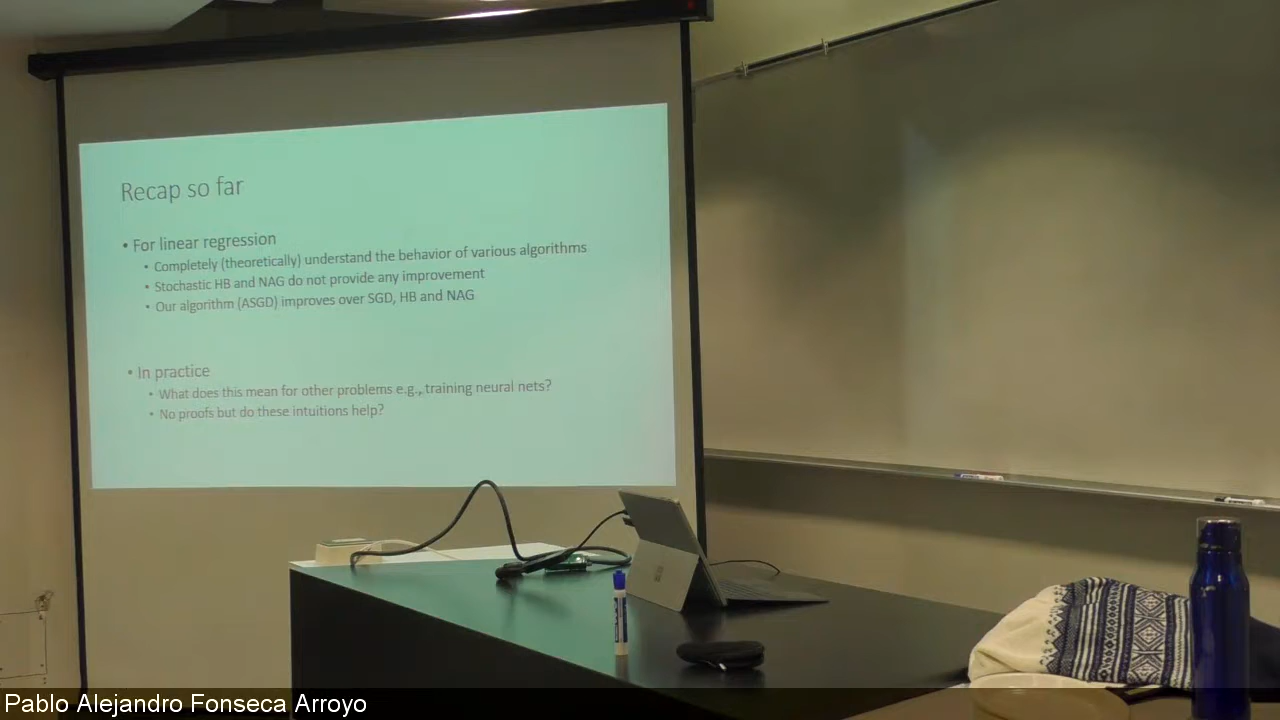 Recap so far
• For linear regression
• Completely (theoretically) understand the behavior of various algorithms
• Stochastic HB and NAG do not provide any improvement
• Our algorithm (ASGD) improves over SGD, HB and NAG
• In practice
• What does this mean for other problems e.g., training neural nets?
• No proofs but do these intuitions help?
Pablo Alejandro Fonseca Arroyo